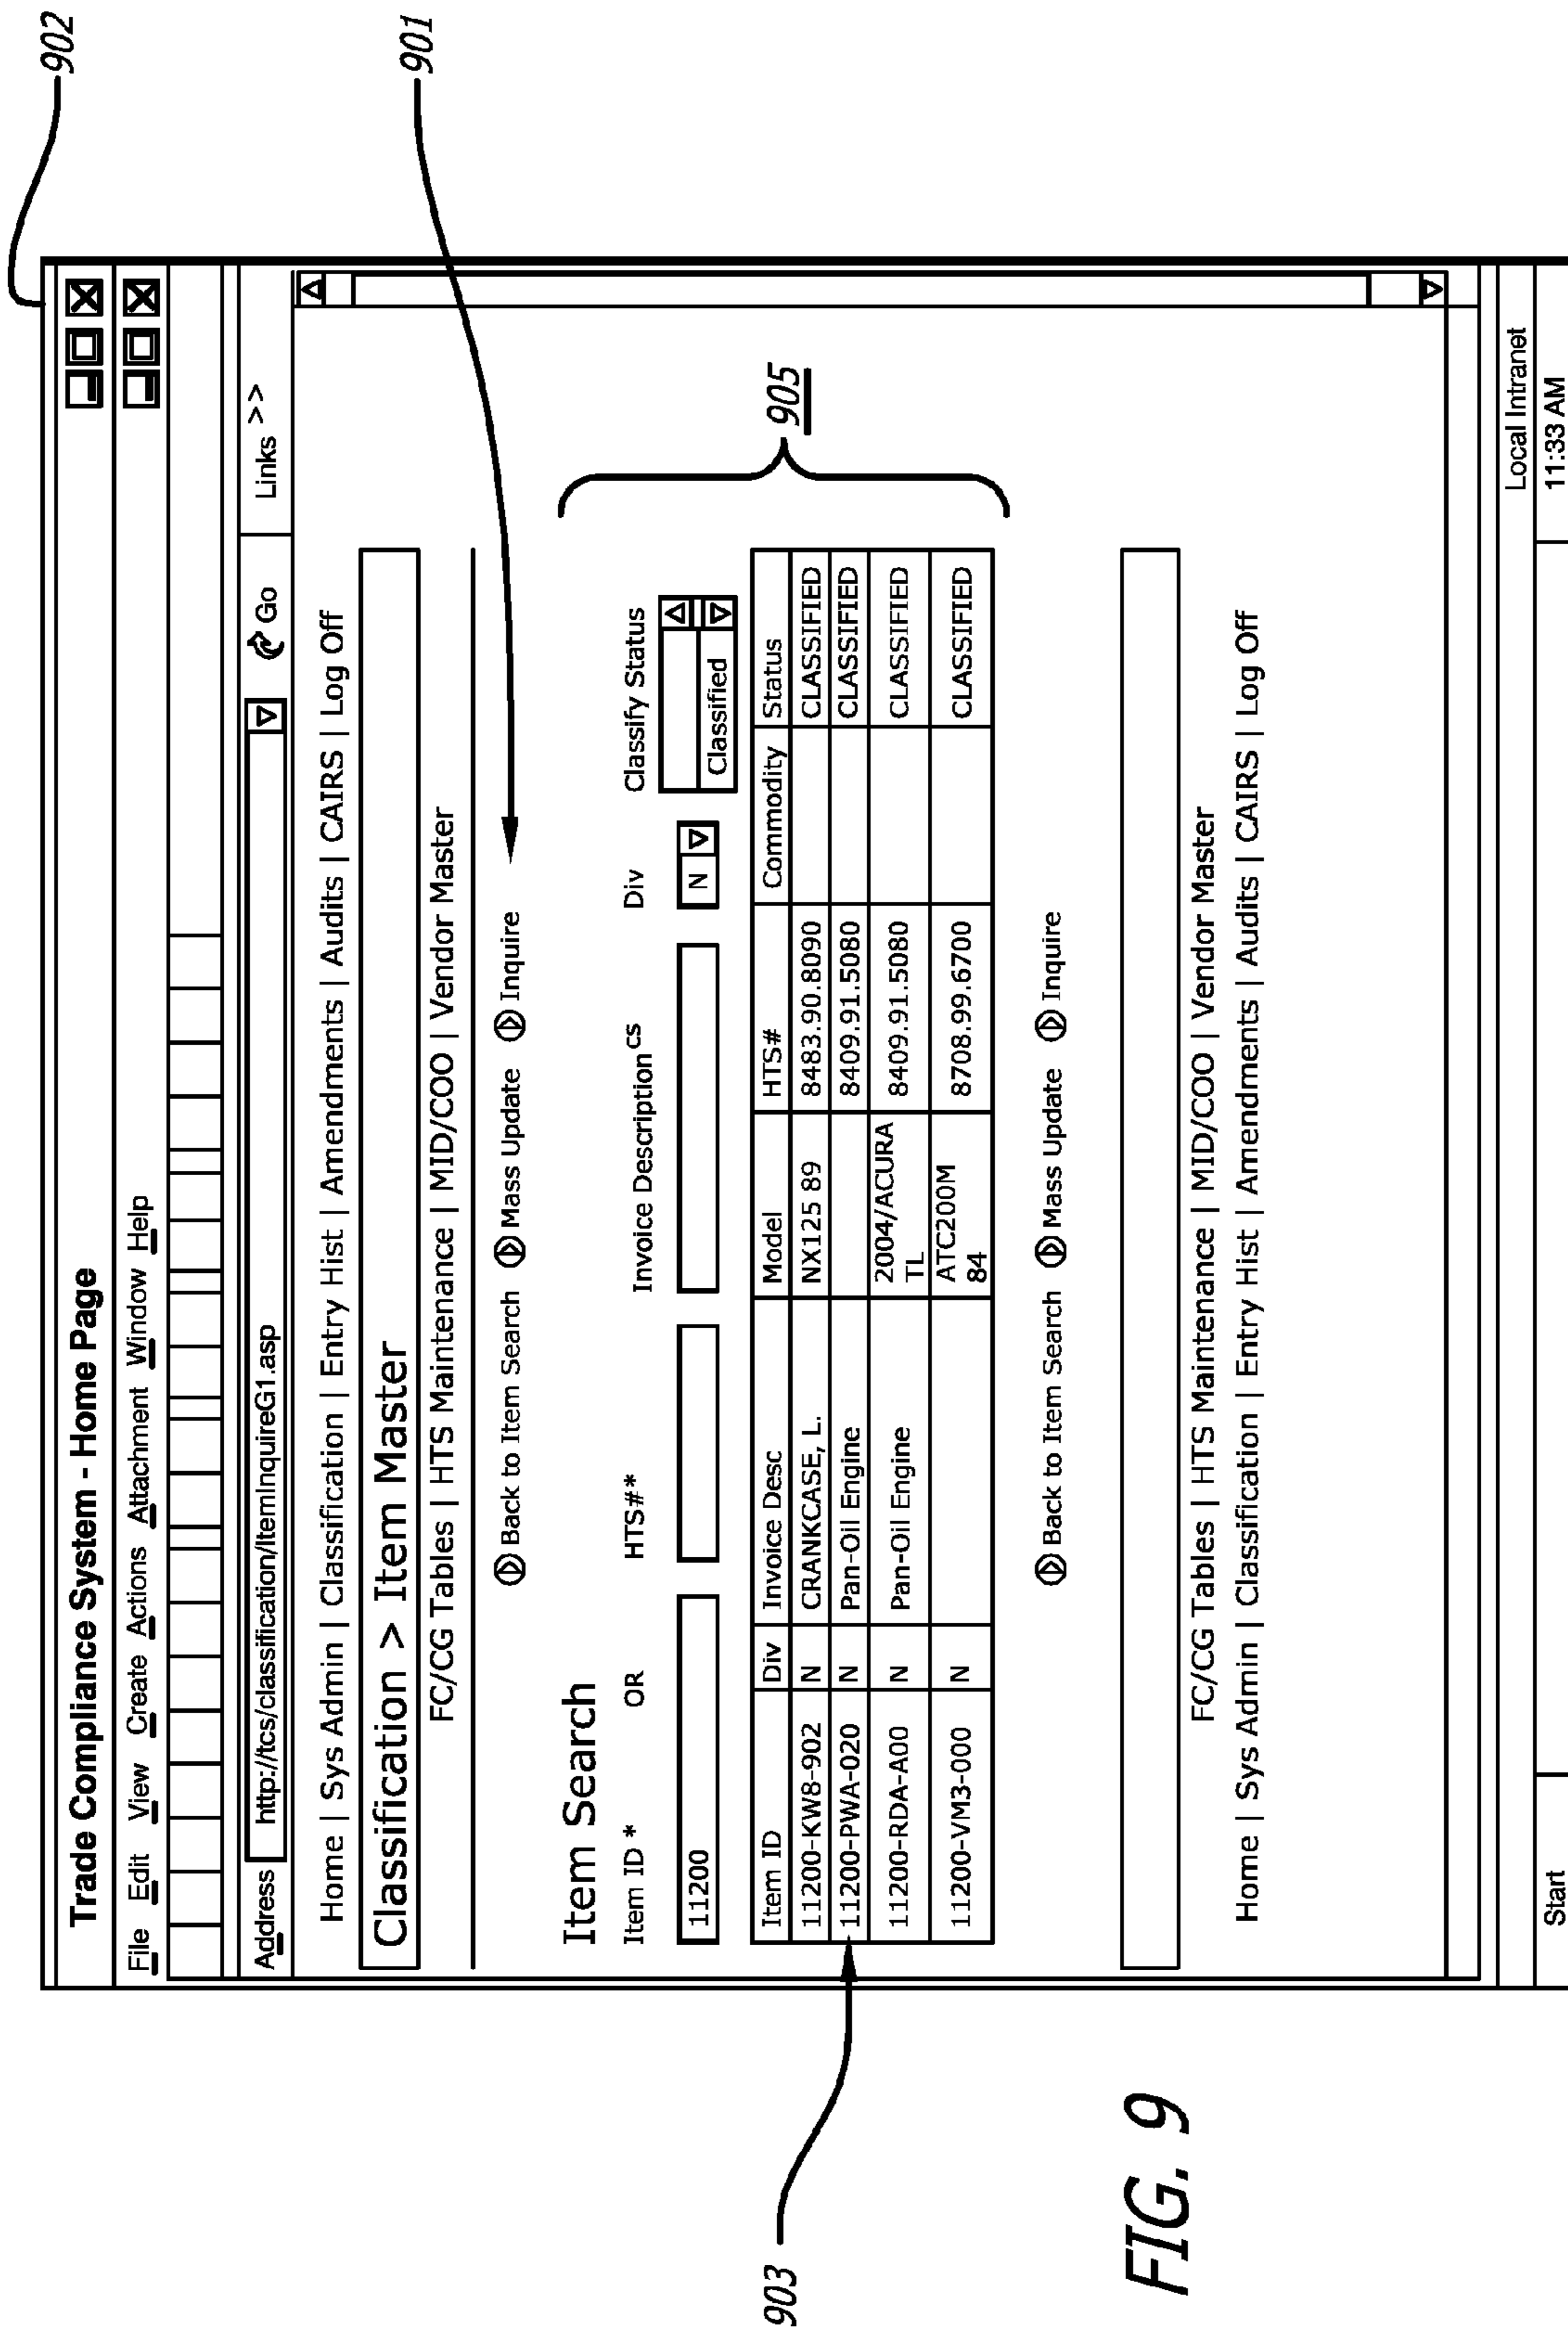 902
901
Trade Compliance System - Home Page
File Edit View Create Actions Attachment Window Help
Address http://tcs/classification/ItemInquireG1.asp Go Links >>
Home | Sys Admin | Classification | Entry Hist | Amendments | Audits | CAIRS | Log Off
Classification > Item Master
FC/CG Tables | HTS Maintenance | MID/COO | Vendor Master
Back to Item Search Mass Update Inquire
Item Search
905
Item ID * OR HTS#* Invoice Description CS Div Classify Status
11200 N Classified
Item ID Div Invoice Desc Model HTS# Commodity Status
11200-KW8-902 N CRANKCASE, L. NX125 89 8483.90.8090 CLASSIFIED
903
11200-PWA-020 N Pan-Oil Engine 8409.91.5080 CLASSIFIED
11200-RDA-A00 N Pan-Oil Engine 2004/ACURA TL 8409.91.5080 CLASSIFIED
11200-VM3-000 N ATC200M 84 8708.99.6700 CLASSIFIED
Back to Item Search Mass Update Inquire
FC/CG Tables | HTS Maintenance | MID/COO | Vendor Master
Home | Sys Admin | Classification | Entry Hist | Amendments | Audits | CAIRS | Log Off
Local Intranet
Start 11:33 AM
FIG. 9